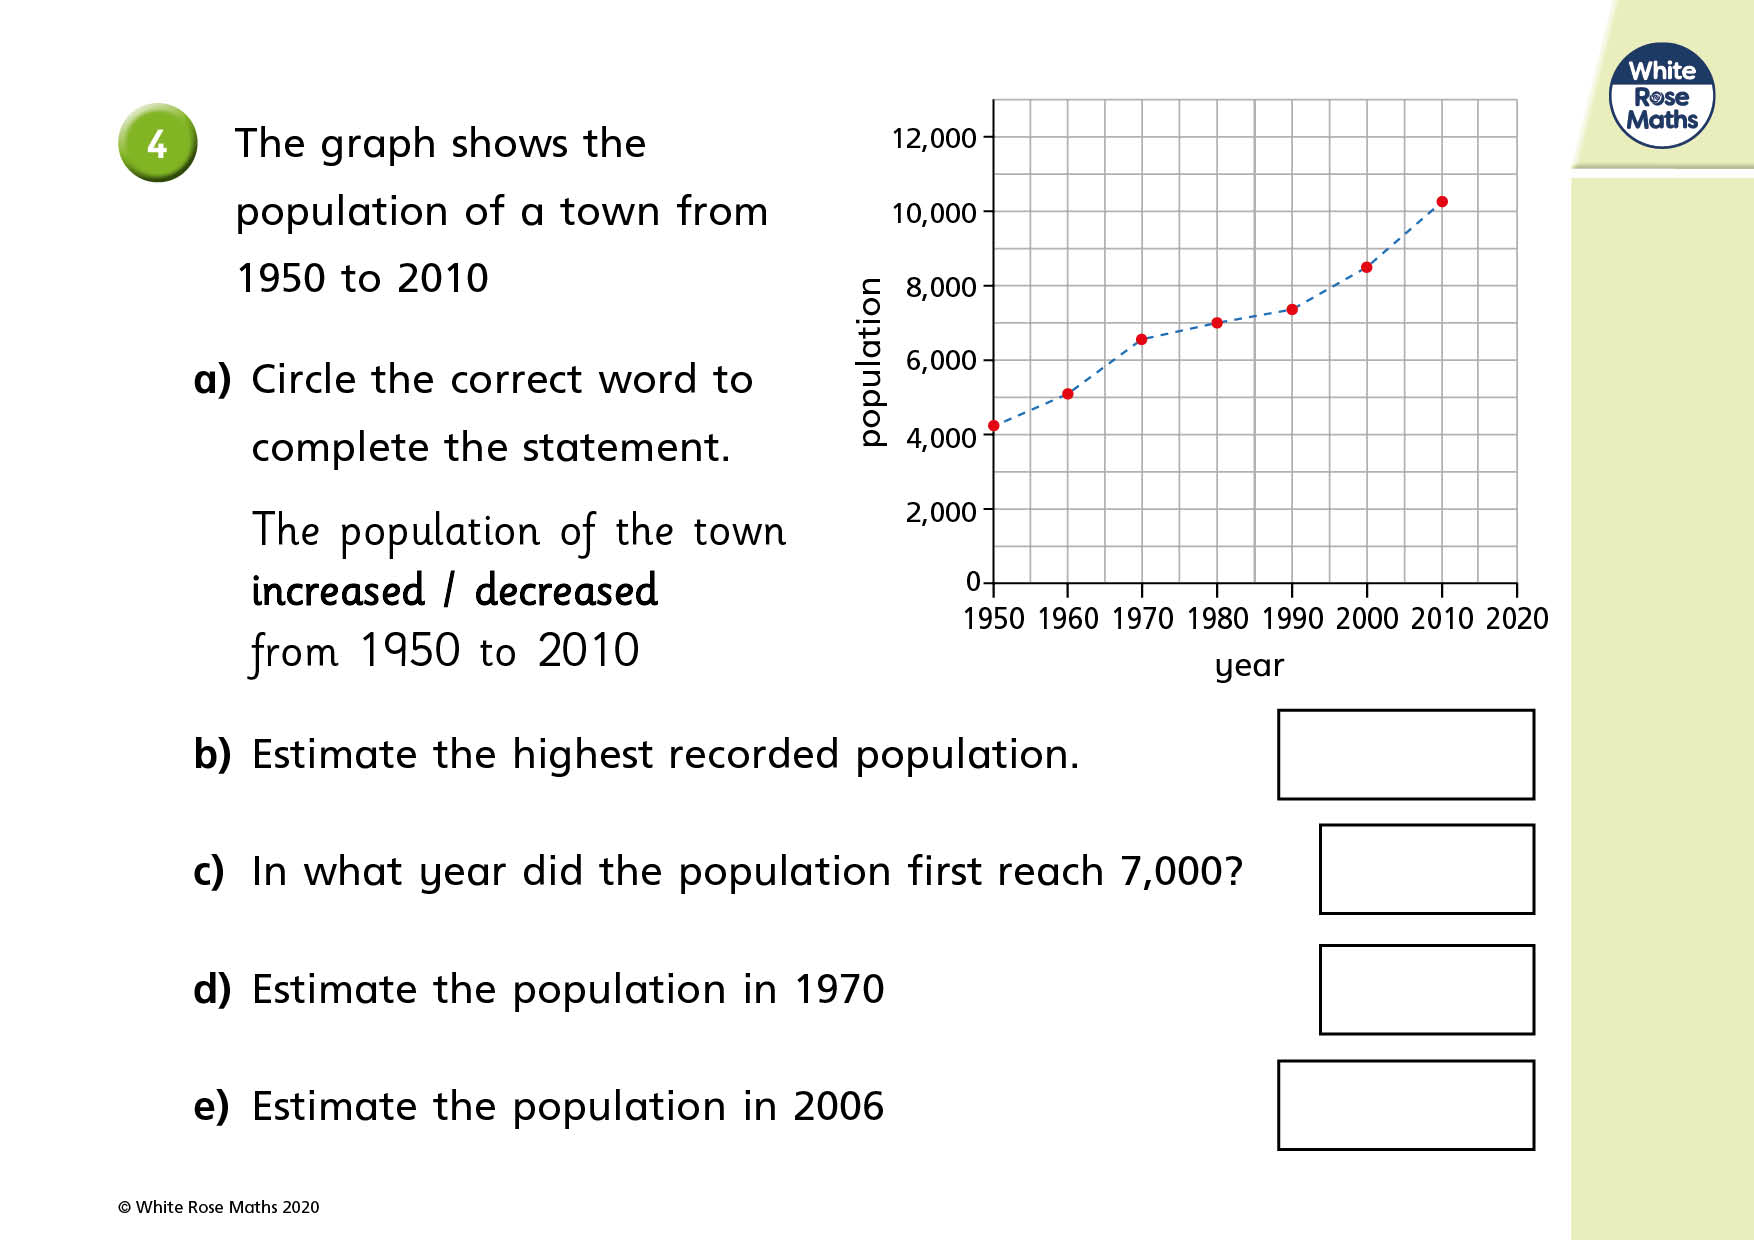 White
Rose
Maths
4
The graph shows the
population of a town from
1950 to 2010
a) Circle the correct word to
complete the statement.
The population of the town
increased / decreased
from 1950 to 2010
population
12,000
10,000
8,000
6,000
4,000
2,000
0
1950 1960 1970 1980 1990 2000 2010 2020
year
b) Estimate the highest recorded population.
c) In what year did the population first reach 7,000?
d) Estimate the population in 1970
e) Estimate the population in 2006
© White Rose Maths 2020